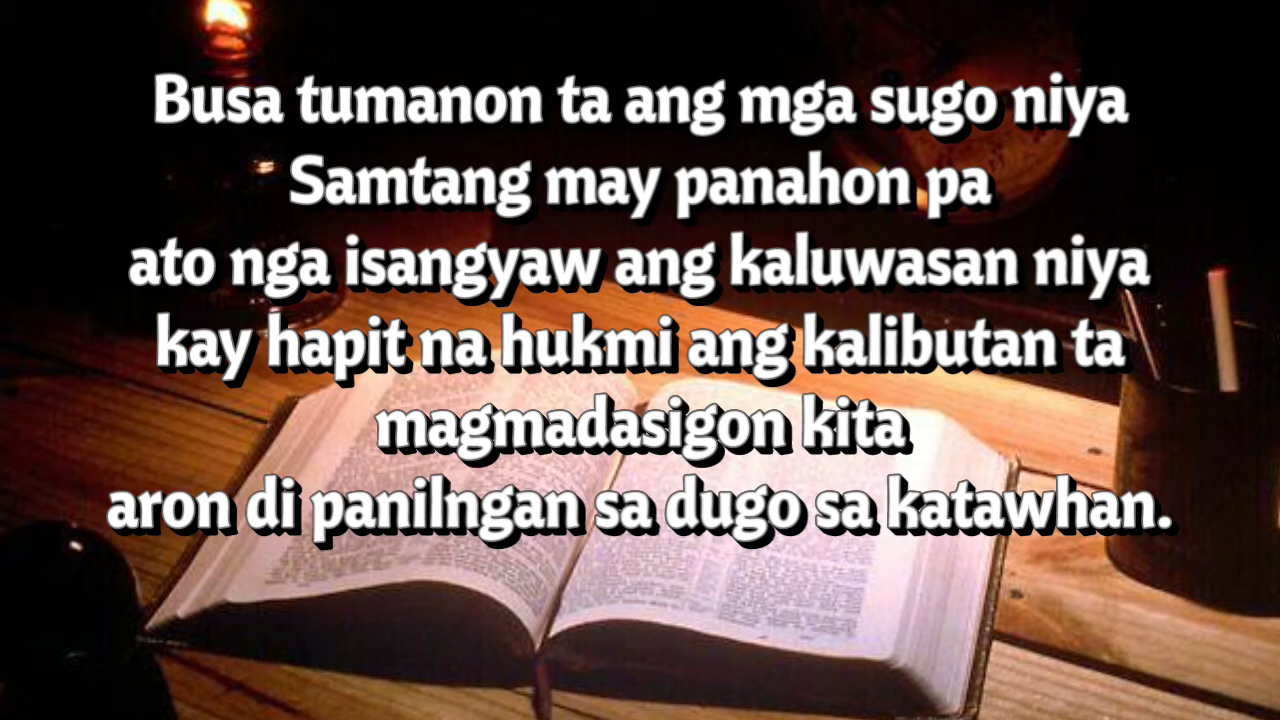 Busa tumanon ta ang mga sugo niya
Samtang may panahon pa
ato nga isangyaw ang kaluwasan niya
kay hapit na hukmi ang kalibutan ta
magmadasigon kita
aron di panilngan sa dugo sa katawhan.